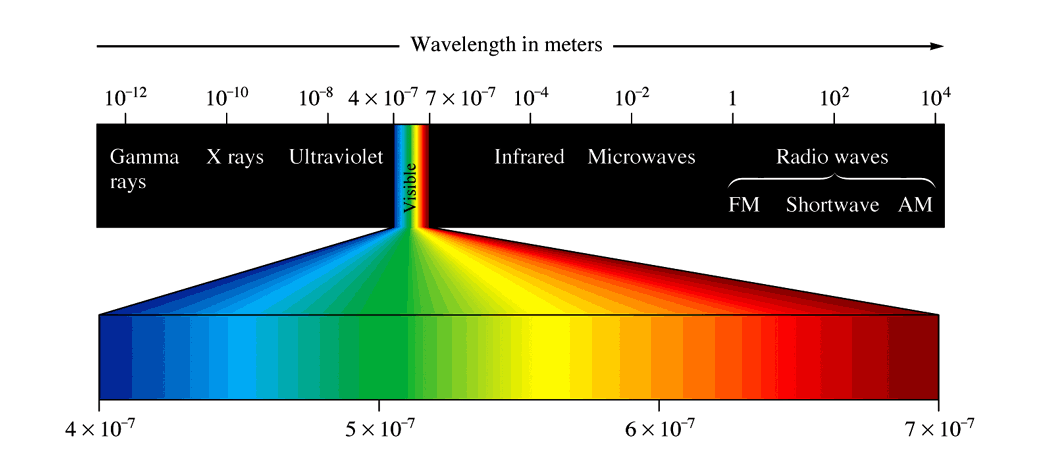 Wavelength in meters
10⁻¹² 10⁻¹⁰ 10⁻⁸ 4 × 10⁻⁷ 7 × 10⁻⁷ 10⁻⁴ 10⁻² 1 10² 10⁴
Gamma rays X rays Ultraviolet Visible Infrared Microwaves Radio waves
FM Shortwave AM
4 × 10⁻⁷ 5 × 10⁻⁷ 6 × 10⁻⁷ 7 × 10⁻⁷